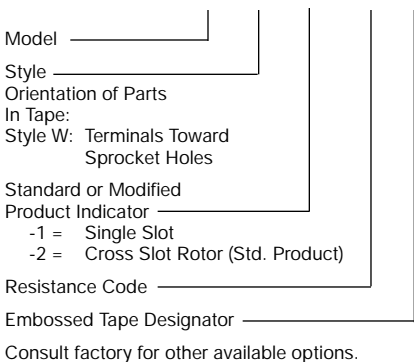 Model
Style
Orientation of Parts
In Tape:
Style W: Terminals Toward
Sprocket Holes
Standard or Modified
Product Indicator
-1 = Single Slot
-2 = Cross Slot Rotor (Std. Product)
Resistance Code
Embossed Tape Designator
Consult factory for other available options.